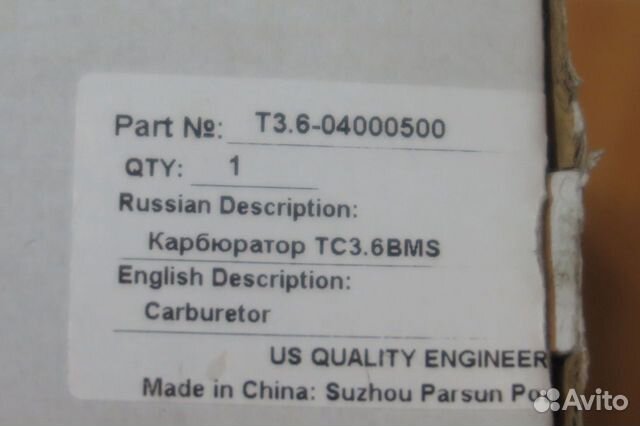 Part №: T3.6-04000500
QTY: 1
Russian Description:
Карбюратор TC3.6BMS
English Description:
Carburetor
US QUALITY ENGINEER
Made in China: Suzhou Parsun
Avito